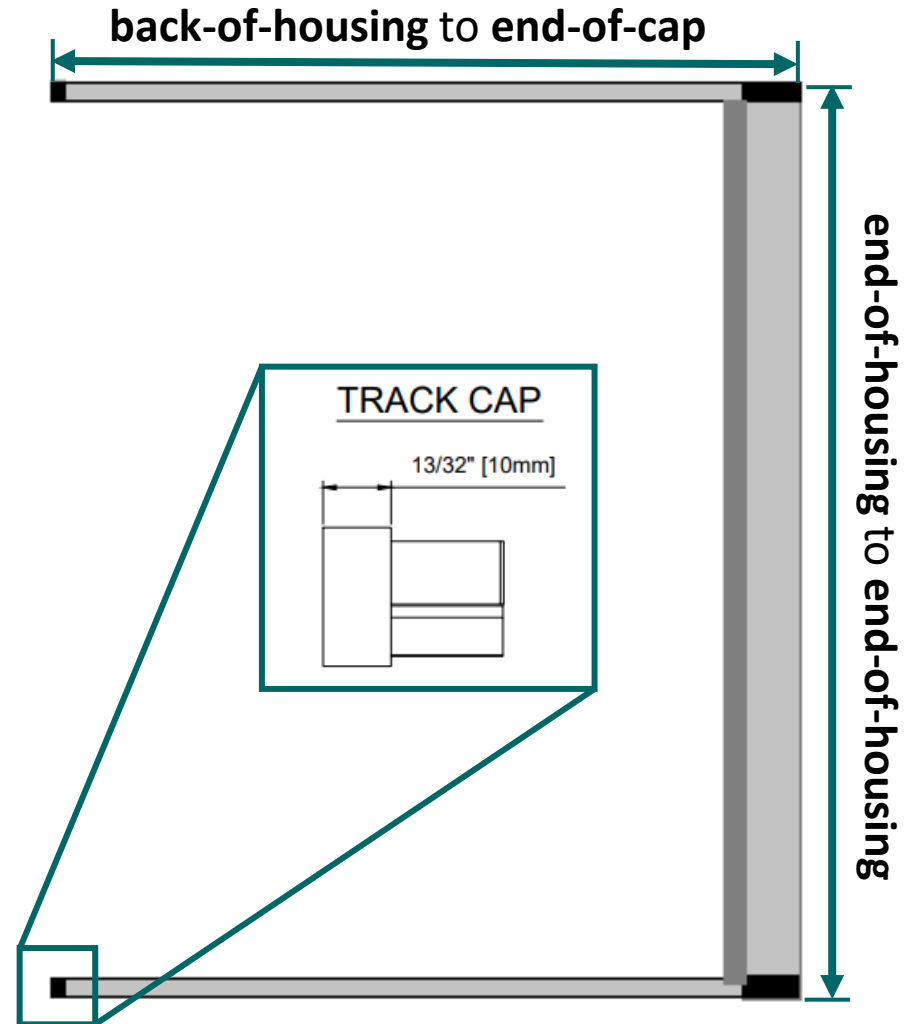 back-of-housing to end-of-cap
TRACK CAP
13/32" [10mm]
end-of-housing to end-of-housing